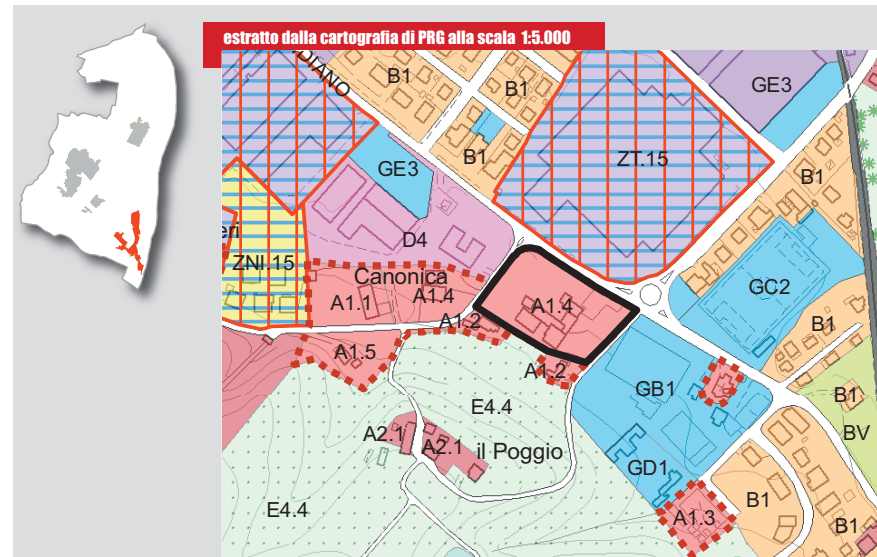 estratto dalla cartografia di PRG alla scala 1:5.000
DIANO
B1
B1
GE3
GE3
B1
ZT.15
B1
eri
D4
ZNI.15
Canonica
A1.1
A1.4
A1.4
GC2
A1.2
B1
A1.5
A1.2
GB1
B1
E4.4
A2.1
A2.1
il Poggio
BV
GD1
B1
E4.4
A1.3
B1